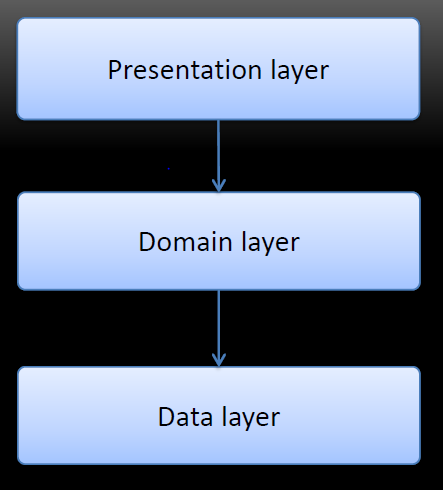 Presentation layer
Domain layer
Data layer